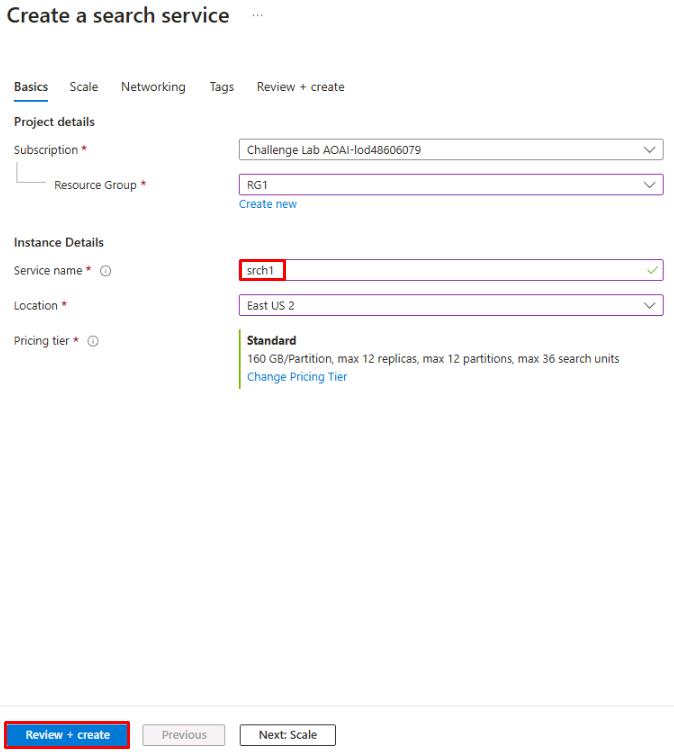 Create a search service ...
Basics Scale Networking Tags Review + create
Project details
Subscription * Challenge Lab AOAI-lod48606079
Resource Group * RG1
Create new
Instance Details
Service name * srch1
Location * East US 2
Pricing tier * Standard
160 GB/Partition, max 12 replicas, max 12 partitions, max 36 search units
Change Pricing Tier
Review + create Previous Next: Scale